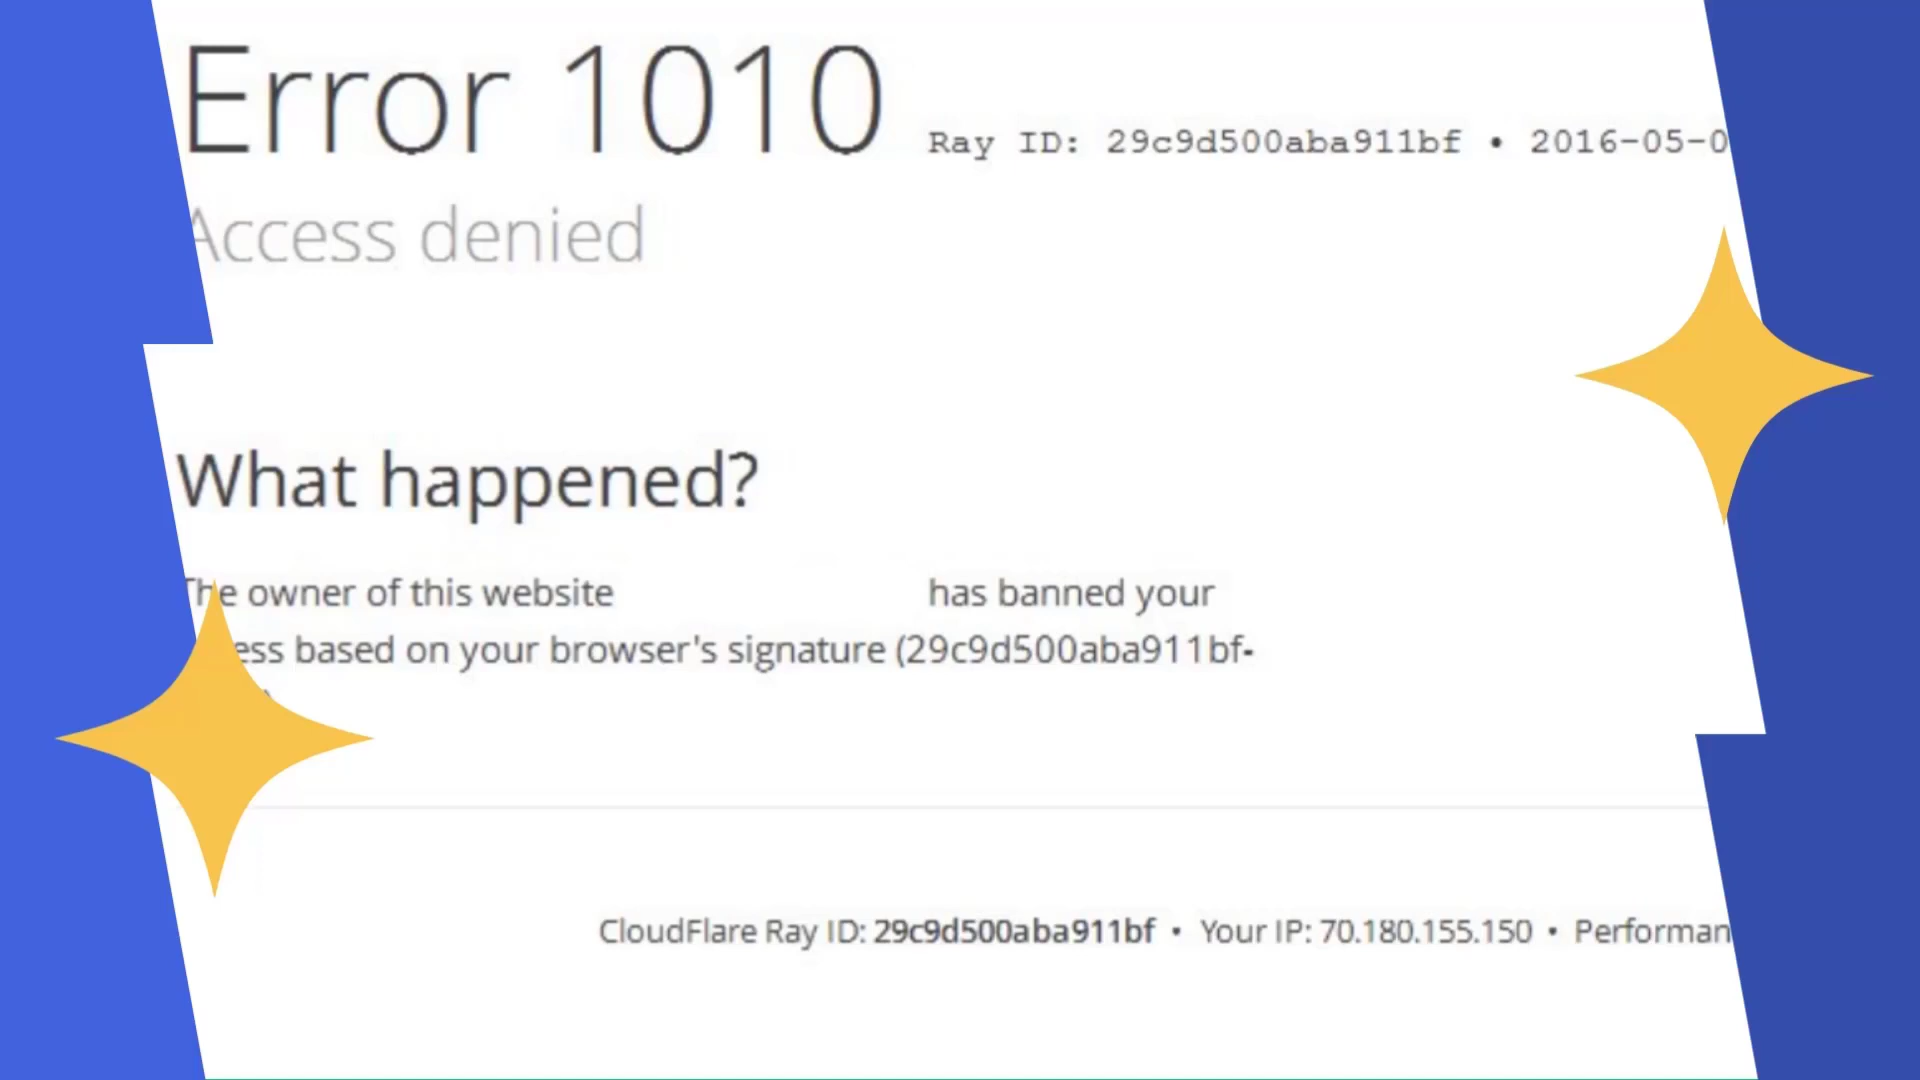 Error 1010 Ray ID: 29c9d500aba911bf • 2016-05-0
Access denied
What happened?
The owner of this website has banned your
ess based on your browser's signature (29c9d500aba911bf-
CloudFlare Ray ID: 29c9d500aba911bf • Your IP: 70.180.155.150 • Performan